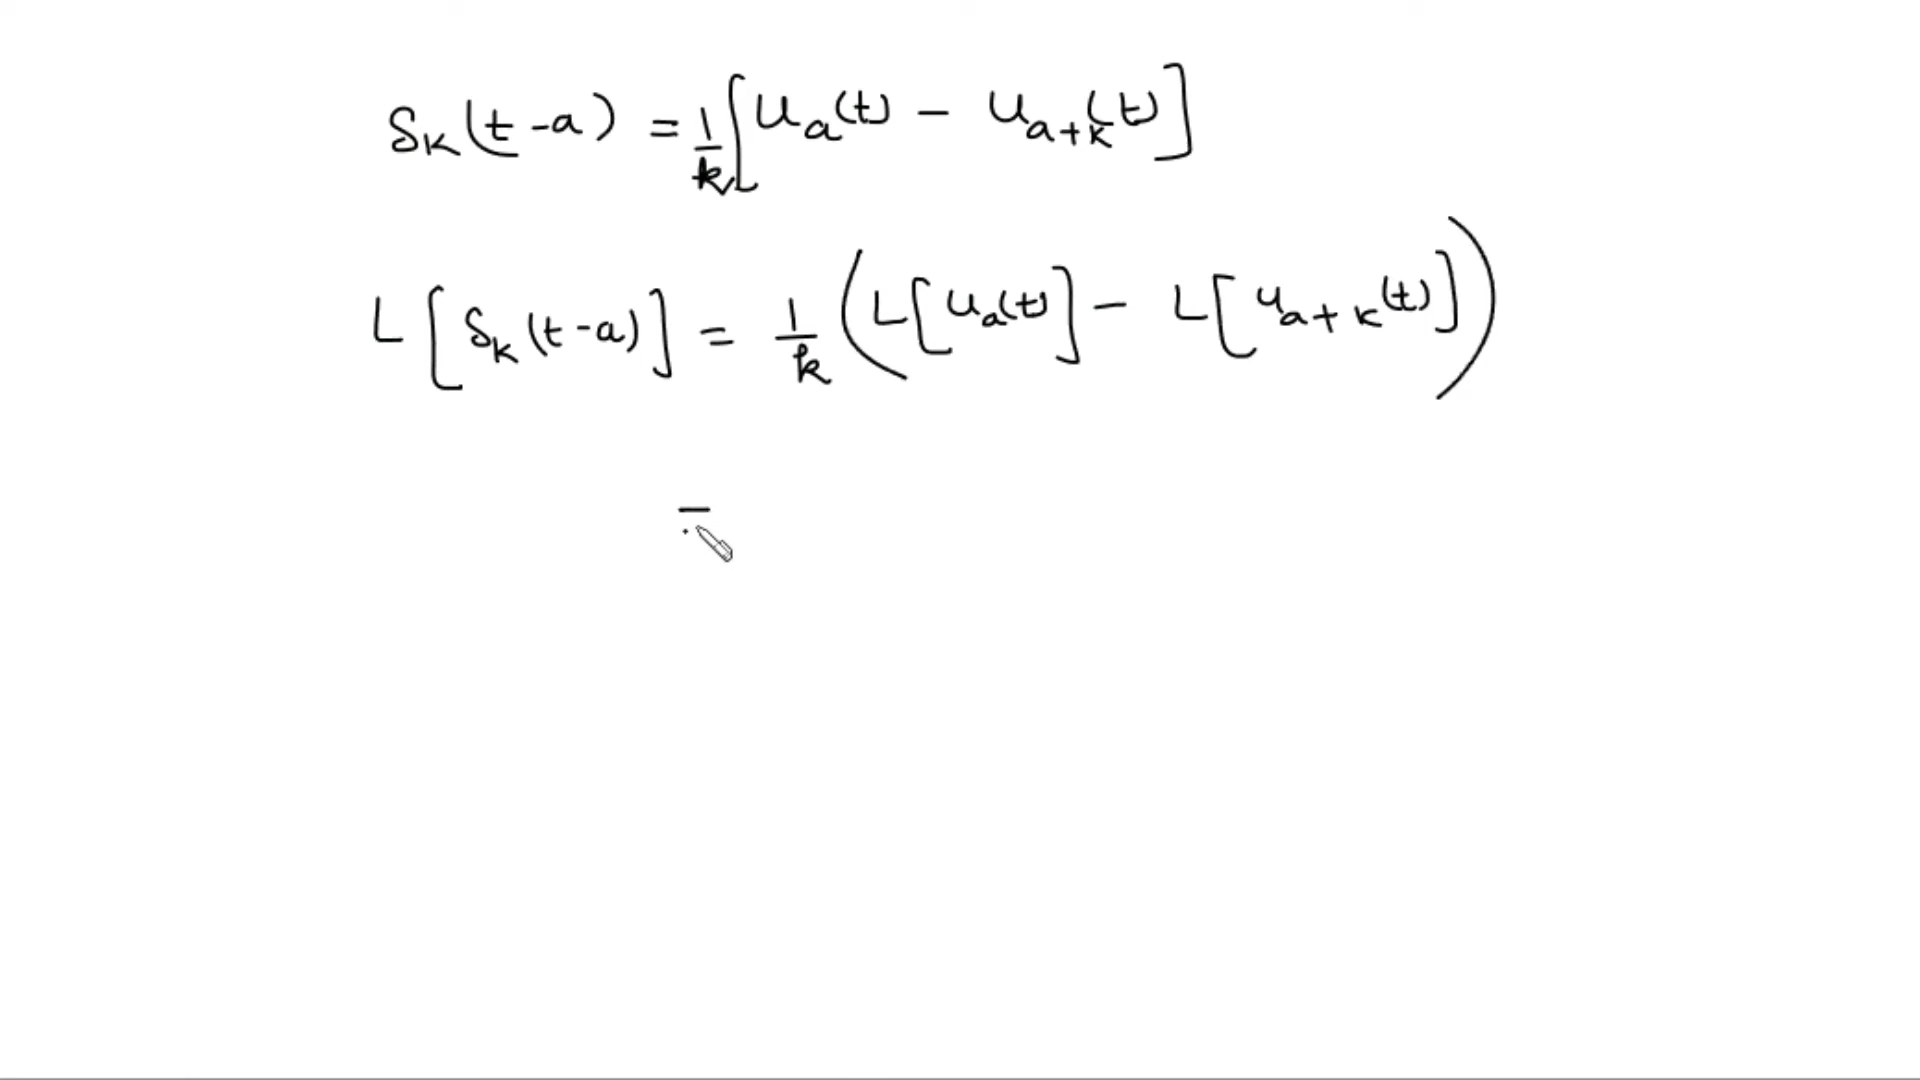 δₖ(t-a) = 1/k [uₐ(t) - uₐ₊ₖ(t)]
L[δₖ(t-a)] = 1/k (L[uₐ(t)] - L[uₐ₊ₖ(t)])
=